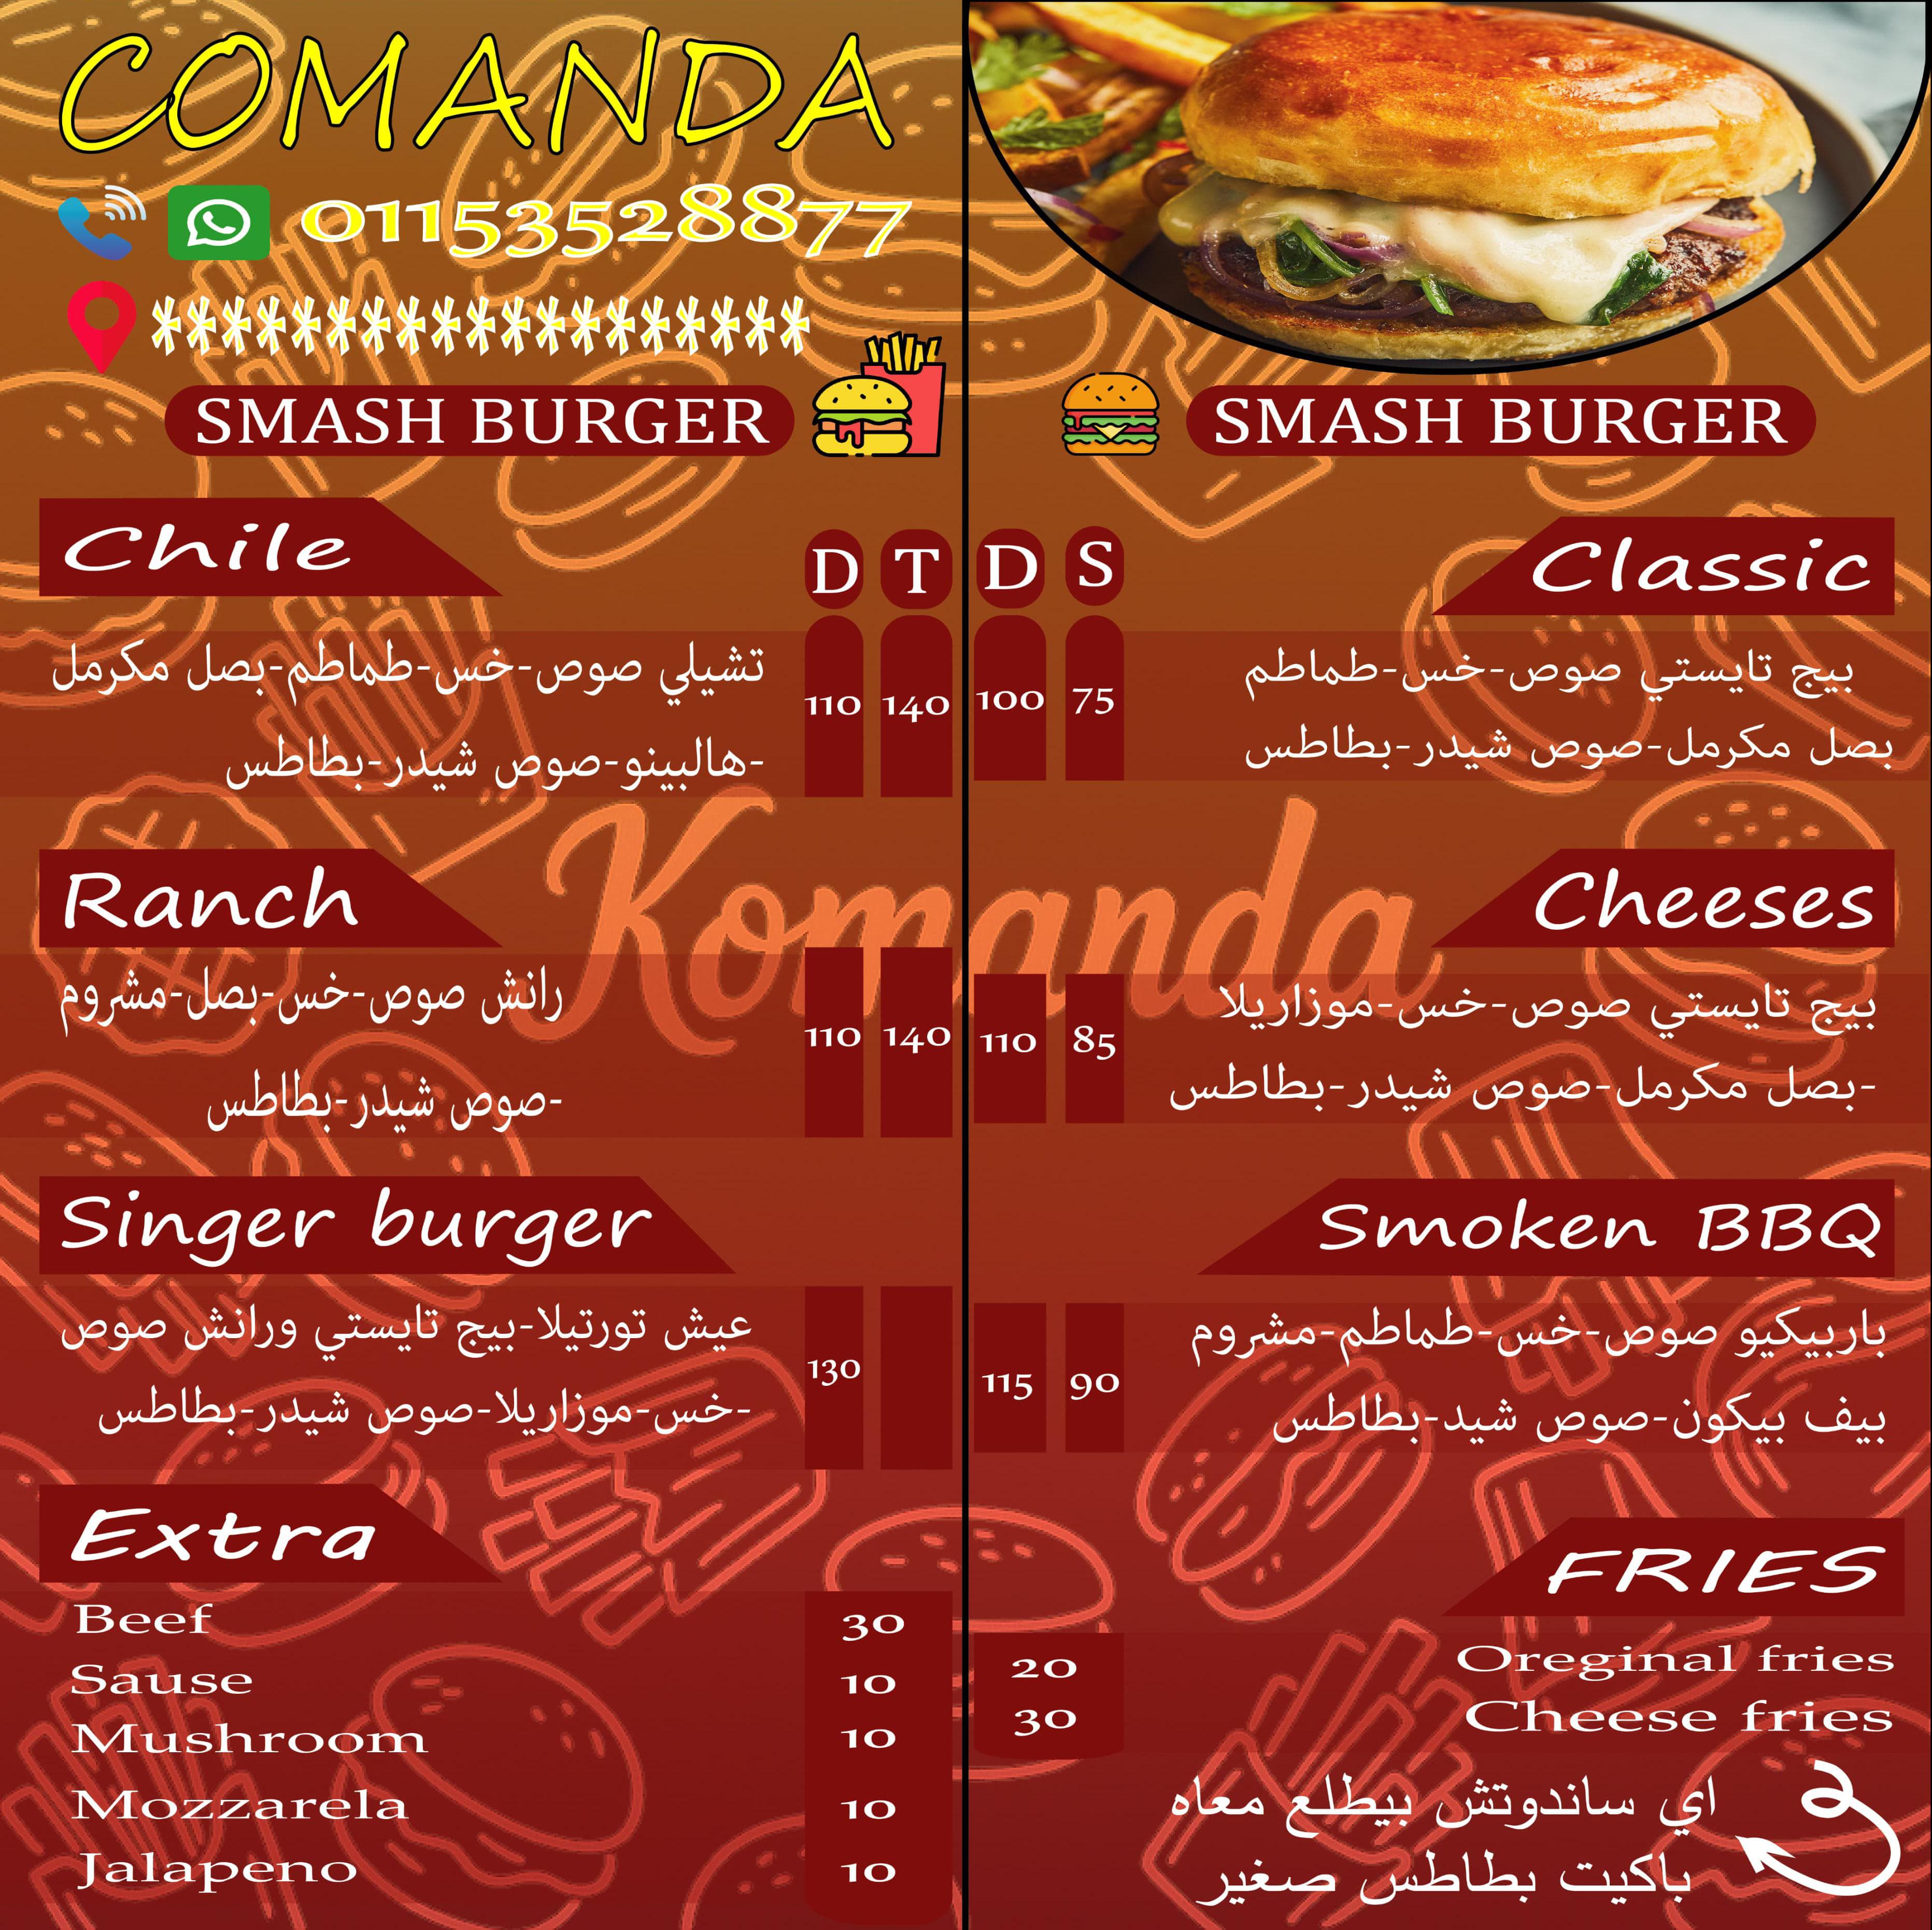 COMANDA
01153528877
*******************
SMASH BURGER
Chile
D T
تشيلي صوص-خس-طماطم-بصل مكرمل
-هالبينو-صوص شيدر-بطاطس
110 140
Ranch
رانش صوص-خس-بصل-مشروم
-صوص شيدر-بطاطس
110 140
Singer burger
عيش تورتيلا-بيج تايستي ورانش صوص
-خس-موزاريلا-صوص شيدر-بطاطس
130
Extra
Beef 30
Sause 10
Mushroom 10
Mozzarela 10
Jalapeno 10
SMASH BURGER
Classic
D S
بيج تايستي صوص-خس-طماطم
بصل مكرمل-صوص شيدر-بطاطس
100 75
Komanda
Cheeses
بيج تايستي صوص-خس-موزاريلا
-بصل مكرمل-صوص شيدر-بطاطس
110 85
Smoken BBQ
باربيكيو صوص-خس-طماطم-مشروم
بيف بيكون-صوص شيد-بطاطس
115 90
FRIES
20 Oreginal fries
30 Cheese fries
اي ساندوتش بيطلع معاه
باكيت بطاطس صغير